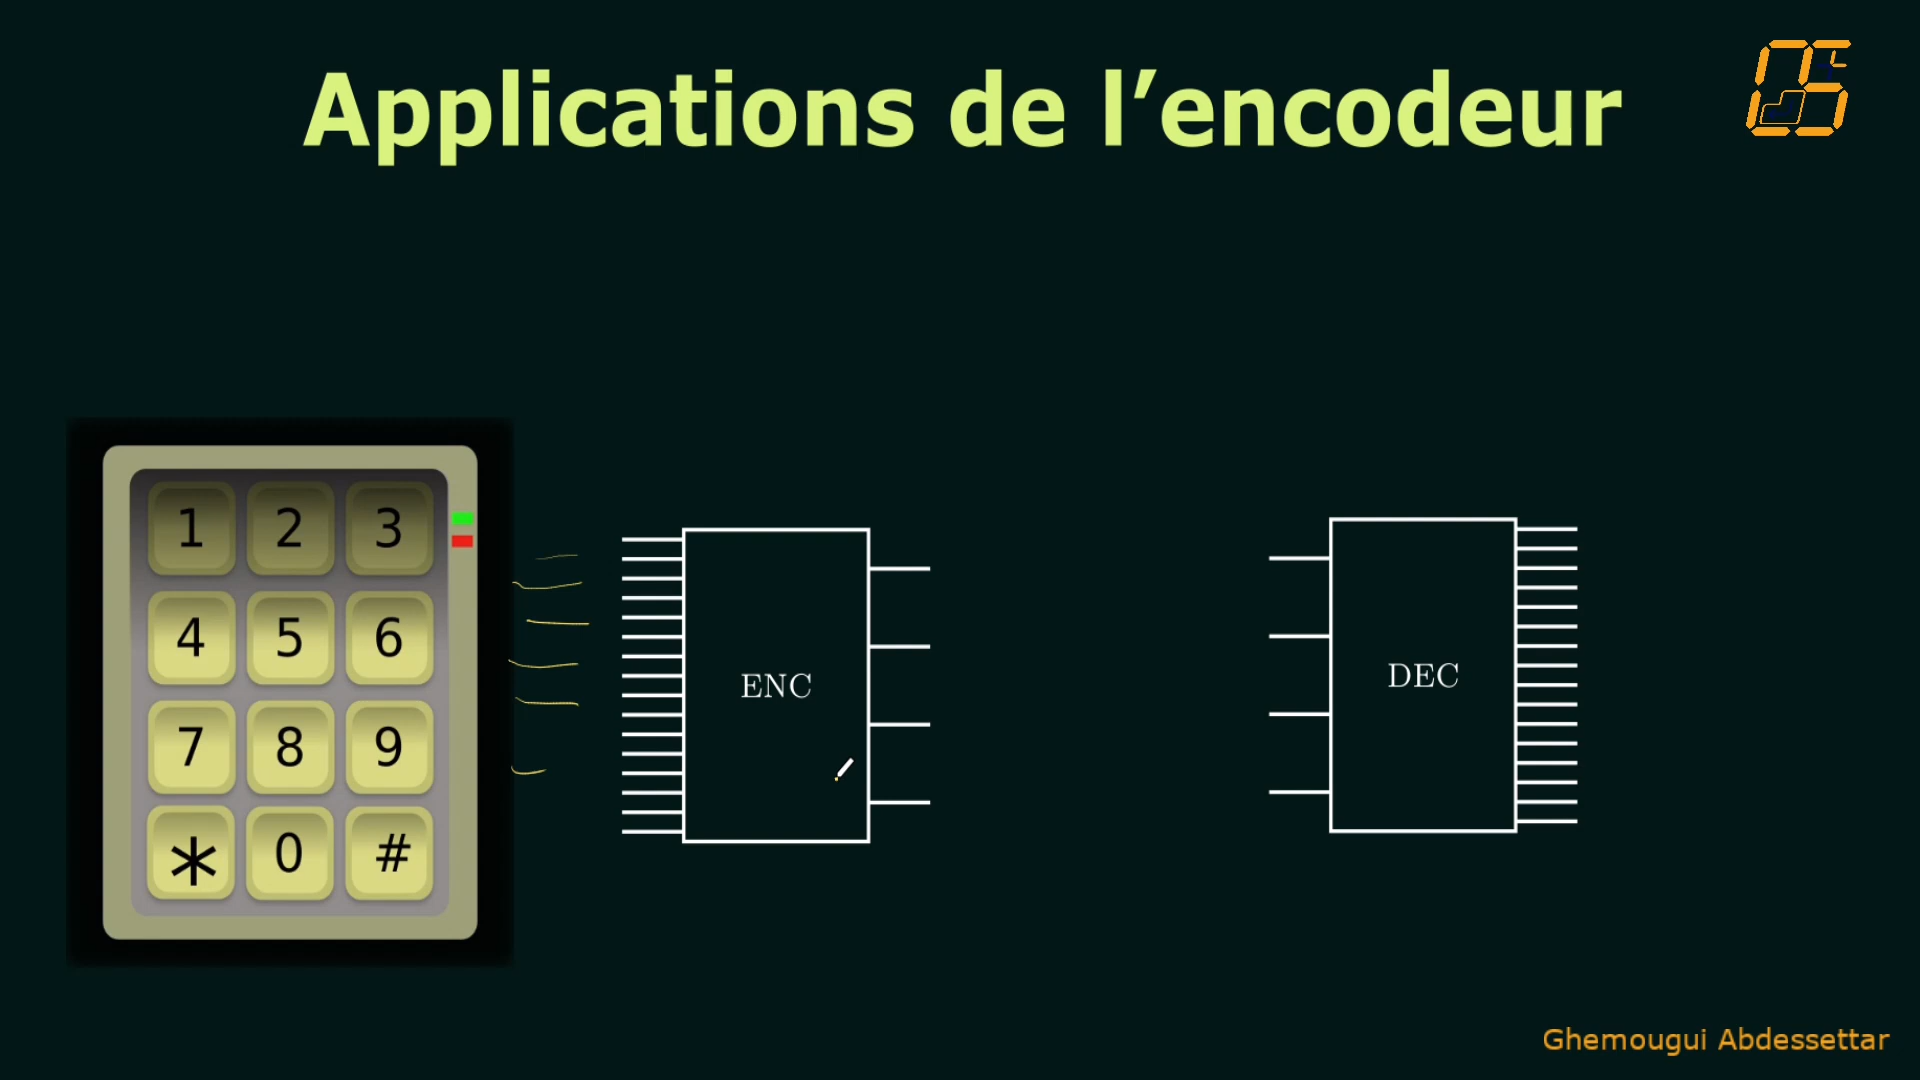 Applications de l’encodeur
1 2 3
4 5 6
7 8 9
* 0 #
ENC
DEC
Ghemougui Abdessettar